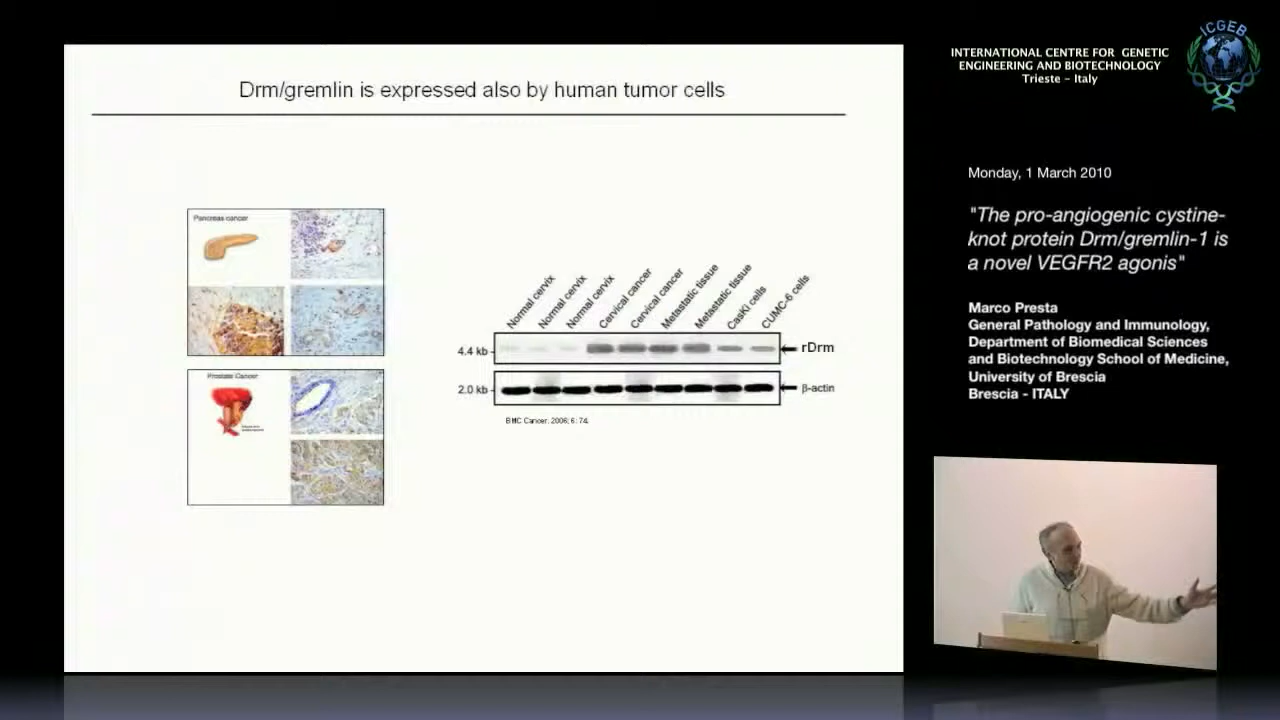 Drm/gremlin is expressed also by human tumor cells
Pancreas cancer
Prostate Cancer
Normal cervix
Normal cervix
Normal cervix
Cervical cancer
Cervical cancer
Metastatic tissue
Metastatic tissue
CasKi cells
CUMC-6 cells
4.4 kb
rDrm
2.0 kb
β-actin
BMC Cancer. 2006; 6: 74.
ICGEB
INTERNATIONAL CENTRE FOR GENETIC
ENGINEERING AND BIOTECHNOLOGY
Trieste - Italy
Monday, 1 March 2010
"The pro-angiogenic cystine-
knot protein Drm/gremlin-1 is
a novel VEGFR2 agonis"
Marco Presta
General Pathology and Immunology,
Department of Biomedical Sciences
and Biotechnology School of Medicine,
University of Brescia
Brescia - ITALY